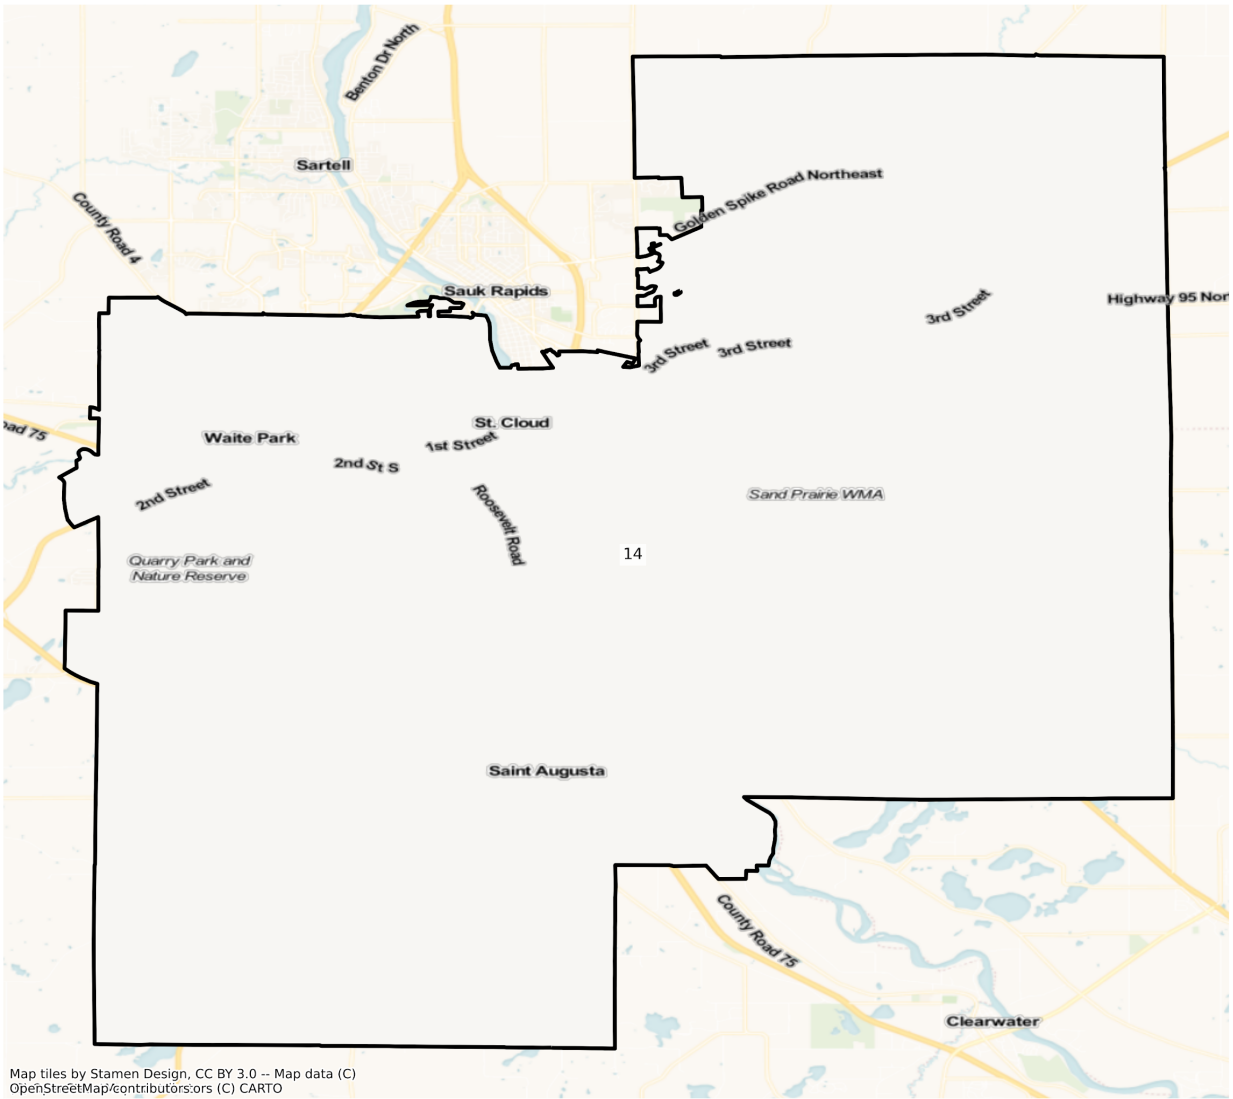 Benton Dr North
Sartell
Golden Spike Road Northeast
County Road 4
Sauk Rapids
3rd Street
Highway 95 Nor
3rd Street
3rd Street
St. Cloud
oad 75
Waite Park
1st Street
2nd St S
2nd Street
Roosevelt Road
Sand Prairie WMA
14
Quarry Park and
Nature Reserve
Saint Augusta
County Road 75
Clearwater
Map tiles by Stamen Design, CC BY 3.0 -- Map data (C)
OpenStreetMap contributors (C) CARTO